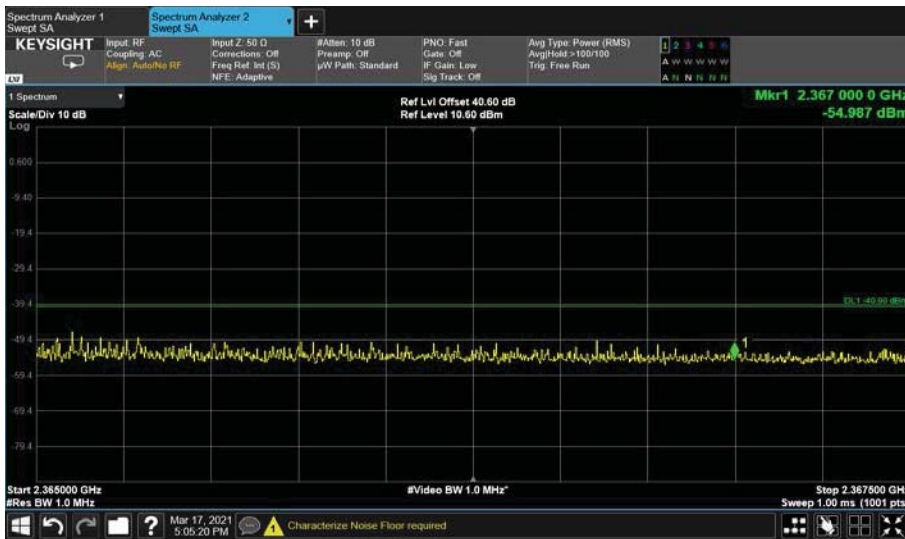 Spectrum Analyzer 1
Swept SA
Spectrum Analyzer 2
Swept SA
+
KEYSIGHT
LXI
Input: RF
Coupling: AC
Align: Auto/No RF
Input Z: 50 Ω
Corrections: Off
Freq Ref: Int (S)
NFE: Adaptive
#Atten: 10 dB
Preamp: Off
µW Path: Standard
PNO: Fast
Gate: Off
IF Gain: Low
Sig Track: Off
Avg Type: Power (RMS)
Avg|Hold:>100/100
Trig: Free Run
1 2 3 4 5 6
A W W W W W
A N N N N N
1 Spectrum
Scale/Div 10 dB
Log
Ref Lvl Offset 40.60 dB
Ref Level 10.60 dBm
Mkr1 2.367 000 0 GHz
-54.987 dBm
0.600
-9.40
-19.4
-29.4
-39.4
DL1 -40.00 dBm
-49.4
1
-59.4
-69.4
-79.4
Start 2.365000 GHz
#Res BW 1.0 MHz
#Video BW 1.0 MHz*
Stop 2.367500 GH
Sweep 1.00 ms (1001 pts
?
Mar 17, 2021
5:05:20 PM
1
Characterize Noise Floor required